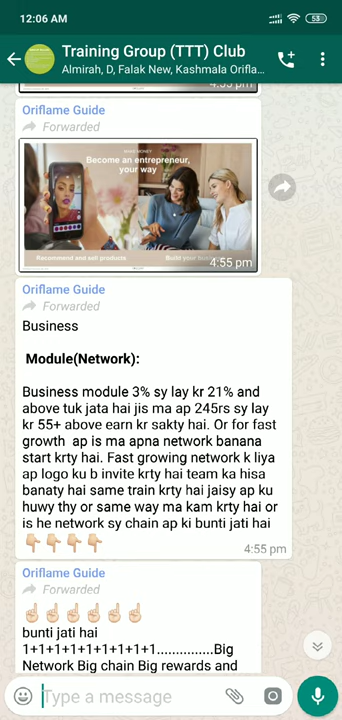 12:06 AM
53
Training Group (TTT) Club
Almirah, D, Falak New, Kashmala Orifla...
4:55 pm
Oriflame Guide
Forwarded
MAKE MONEY
Become an entrepreneur,
your way
Recommend and sell products
4:55 pm
Oriflame Guide
Forwarded
Business
Module(Network):
Business module 3% sy lay kr 21% and
above tuk jata hai jis ma ap 245rs sy lay
kr 55+ above earn kr sakty hai. Or for fast
growth ap is ma apna network banana
start krty hai. Fast growing network k liya
ap logo ku b invite krty hai team ka hisa
banaty hai same train krty hai jaisy ap ku
huwy thy or same way ma kam krty hai or
is he network sy chain ap ki bunti jati hai
👇🏻👇🏻👇🏻👇🏻
4:55 pm
Oriflame Guide
Forwarded
☝🏻☝🏻☝🏻☝🏻☝🏻☝🏻
bunti jati hai
1+1+1+1+1+1+1+1+1...............Big
Network Big chain Big rewards and
Type a message